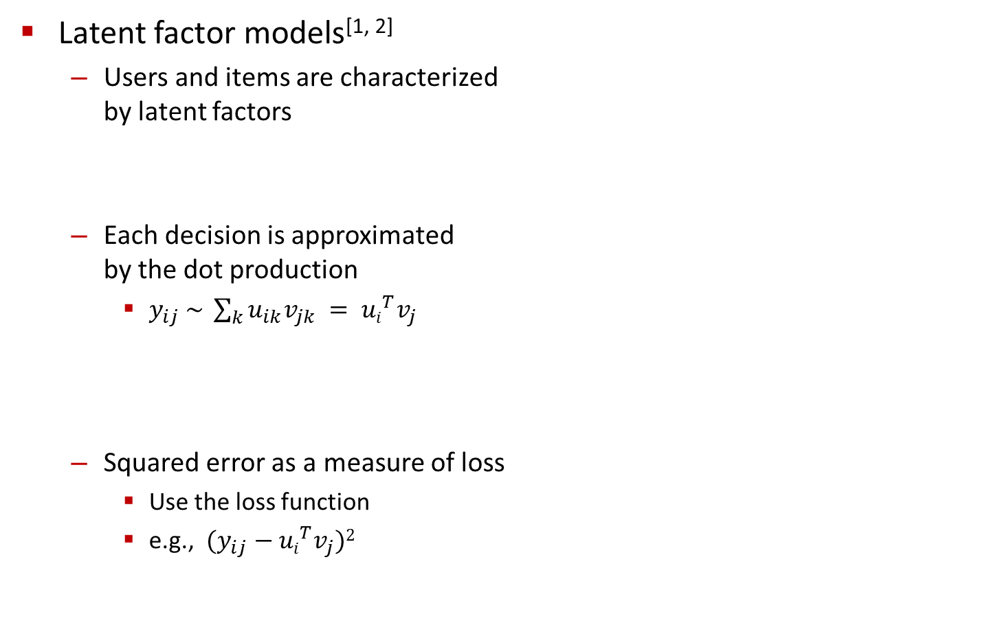 ▪ Latent factor models[1, 2]
– Users and items are characterized
by latent factors
– Each decision is approximated
by the dot production
▪ y_{ij} ~ ∑_k u_{ik} v_{jk} = u_i^T v_j
– Squared error as a measure of loss
▪ Use the loss function
▪ e.g., (y_{ij} − u_i^T v_j)^2